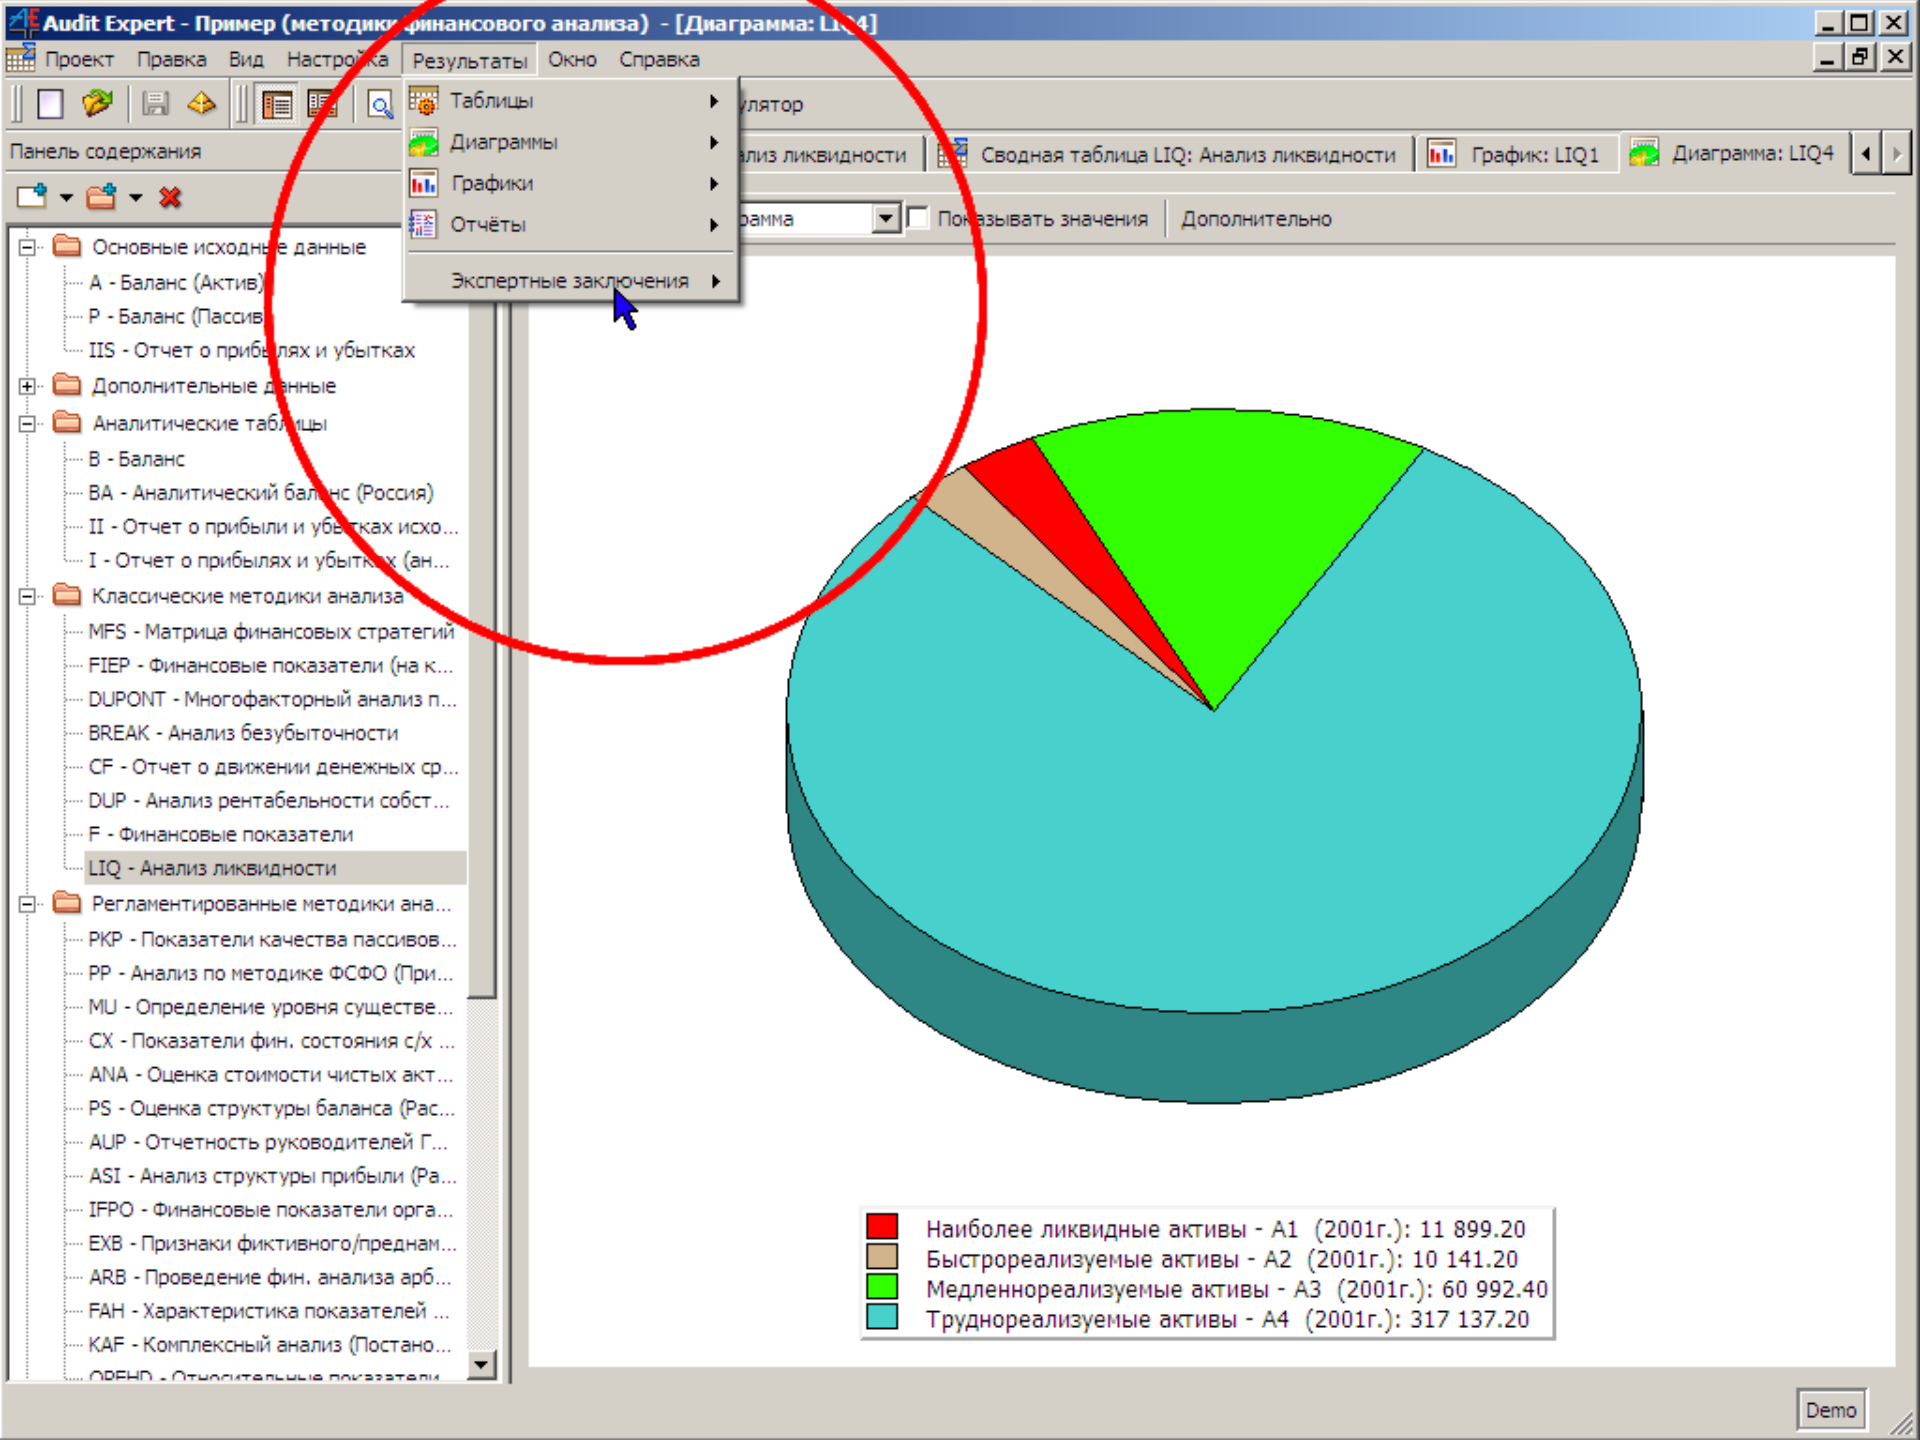 Audit Expert - Пример (методики финансового анализа) - [Диаграмма: LIQ4]
Проект Правка Вид Настройка Результаты Окно Справка
Таблицы
Диаграммы
Графики
Отчёты
Экспертные заключения
Панель содержания
ликвидности
Сводная таблица LIQ: Анализ ликвидности
График: LIQ1
Диаграмма: LIQ4
Показывать значения
Дополнительно
Основные исходные данные
A - Баланс (Актив)
P - Баланс (Пассив
IIS - Отчет о прибылях и убытках
Дополнительные данные
Аналитические таблицы
B - Баланс
BA - Аналитический баланс (Россия)
II - Отчет о прибыли и убытках исхо...
I - Отчет о прибылях и убытках (ан...
Классические методики анализа
MFS - Матрица финансовых стратегий
FIEP - Финансовые показатели (на к...
DUPONT - Многофакторный анализ п...
BREAK - Анализ безубыточности
CF - Отчет о движении денежных ср...
DUP - Анализ рентабельности собст...
F - Финансовые показатели
LIQ - Анализ ликвидности
Регламентированные методики ана...
PKP - Показатели качества пассивов...
PP - Анализ по методике ФСФО (При...
MU - Определение уровня существе...
CX - Показатели фин. состояния с/х ...
ANA - Оценка стоимости чистых акт...
PS - Оценка структуры баланса (Рас...
AUP - Отчетность руководителей Г...
ASI - Анализ структуры прибыли (Ра...
IFPO - Финансовые показатели орга...
EXB - Признаки фиктивного/преднам...
ARB - Проведение фин. анализа арб...
FAH - Характеристика показателей ...
KAF - Комплексный анализ (Постано...
Наиболее ликвидные активы - A1 (2001г.): 11 899.20
Быстрореализуемые активы - A2 (2001г.): 10 141.20
Медленнореализуемые активы - A3 (2001г.): 60 992.40
Труднореализуемые активы - A4 (2001г.): 317 137.20
Demo